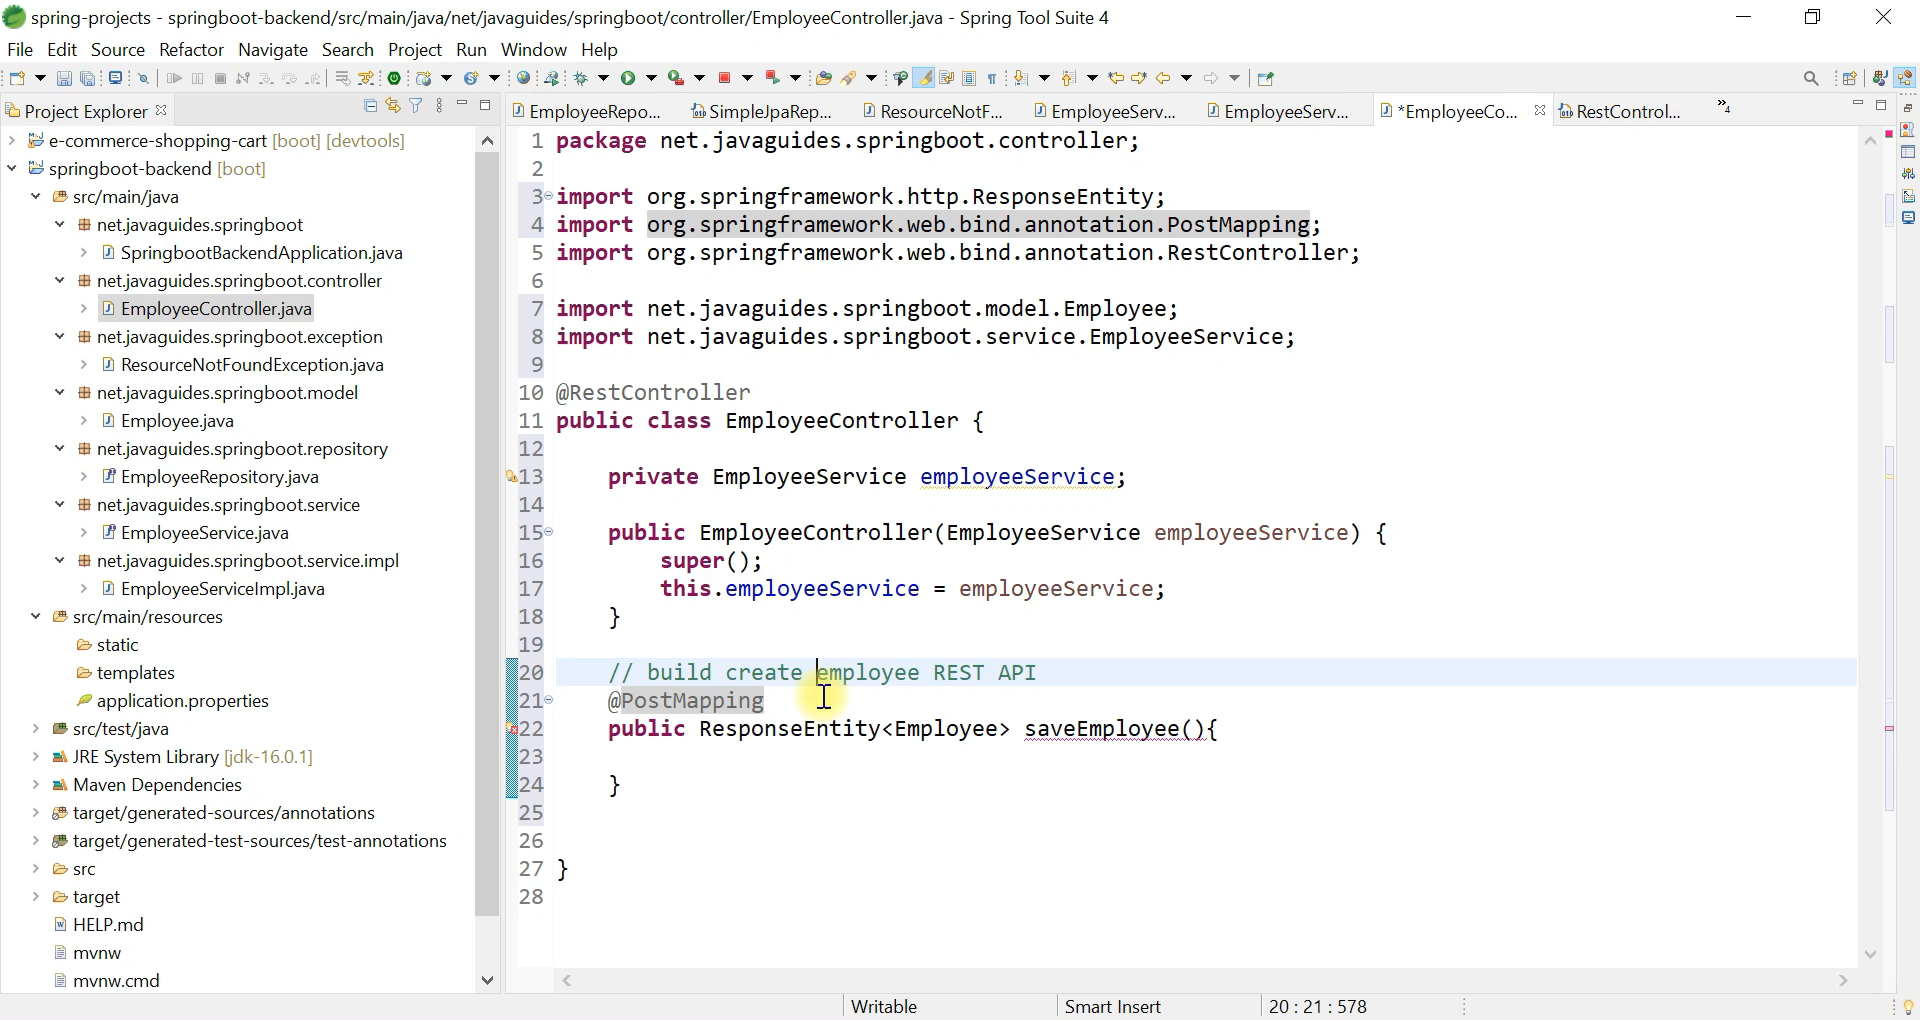 spring-projects - springboot-backend/src/main/java/net/javaguides/springboot/controller/EmployeeController.java - Spring Tool Suite 4
File Edit Source Refactor Navigate Search Project Run Window Help
Project Explorer
EmployeeRepo... SimpleJpaRep... ResourceNotF... EmployeeServ... EmployeeServ... *EmployeeCo... RestControl... »4
e-commerce-shopping-cart [boot] [devtools]
springboot-backend [boot]
src/main/java
net.javaguides.springboot
SpringbootBackendApplication.java
net.javaguides.springboot.controller
EmployeeController.java
net.javaguides.springboot.exception
ResourceNotFoundException.java
net.javaguides.springboot.model
Employee.java
net.javaguides.springboot.repository
EmployeeRepository.java
net.javaguides.springboot.service
EmployeeService.java
net.javaguides.springboot.service.impl
EmployeeServiceImpl.java
src/main/resources
static
templates
application.properties
src/test/java
JRE System Library [jdk-16.0.1]
Maven Dependencies
target/generated-sources/annotations
target/generated-test-sources/test-annotations
src
target
HELP.md
mvnw
mvnw.cmd
1 package net.javaguides.springboot.controller;
2
3 import org.springframework.http.ResponseEntity;
4 import org.springframework.web.bind.annotation.PostMapping;
5 import org.springframework.web.bind.annotation.RestController;
6
7 import net.javaguides.springboot.model.Employee;
8 import net.javaguides.springboot.service.EmployeeService;
9
10 @RestController
11 public class EmployeeController {
12
13 private EmployeeService employeeService;
14
15 public EmployeeController(EmployeeService employeeService) {
16 super();
17 this.employeeService = employeeService;
18 }
19
20 // build create employee REST API
21 @PostMapping
22 public ResponseEntity<Employee> saveEmployee(){
23
24 }
25
26
27 }
28
Writable Smart Insert 20 : 21 : 578